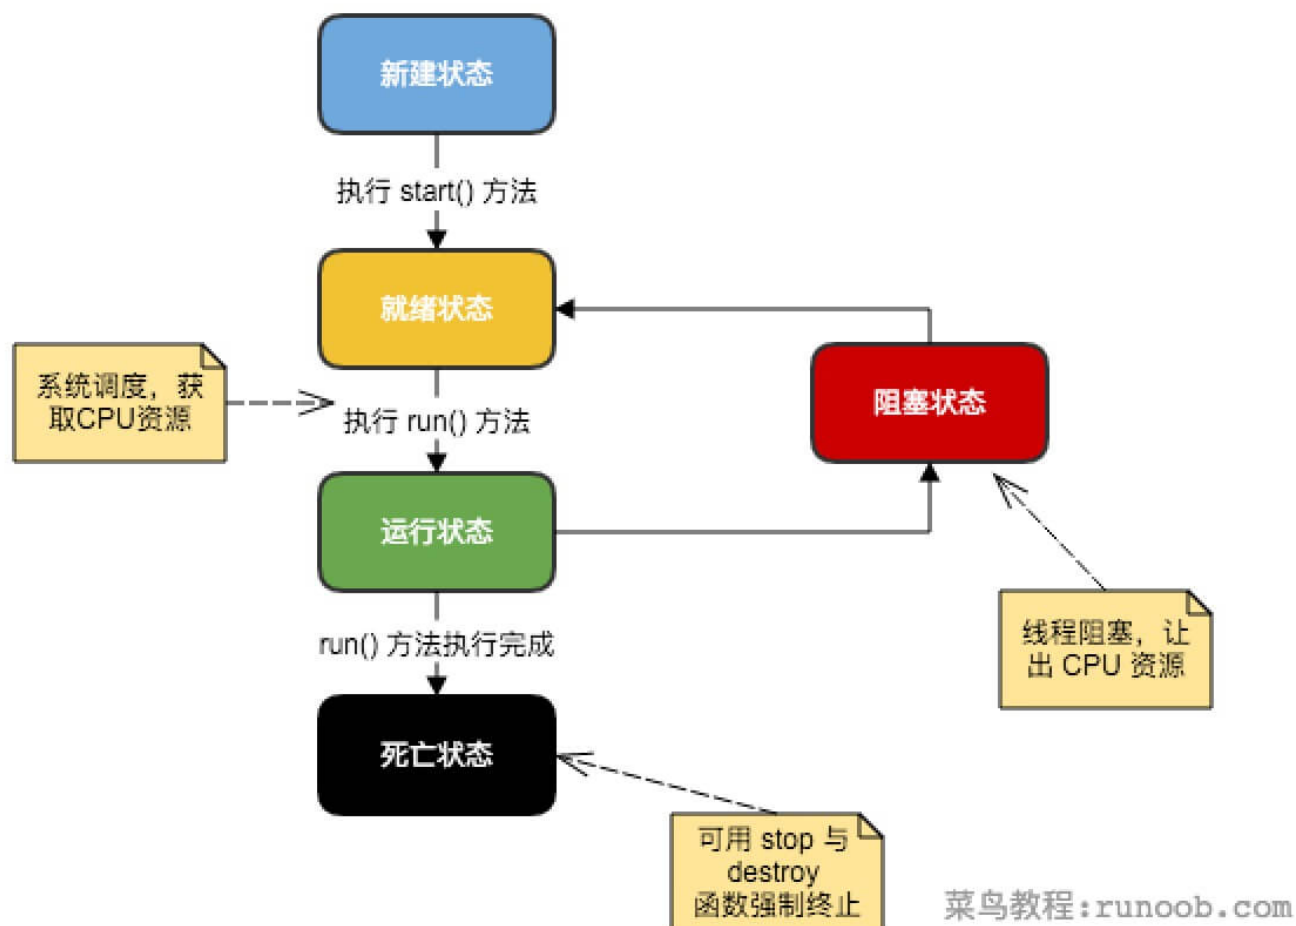 新建状态
执行 start() 方法
就绪状态
系统调度，获
取CPU资源
执行 run() 方法
阻塞状态
运行状态
线程阻塞，让
出 CPU 资源
run() 方法执行完成
死亡状态
可用 stop 与
destroy
函数强制终止
菜鸟教程:runoob.com